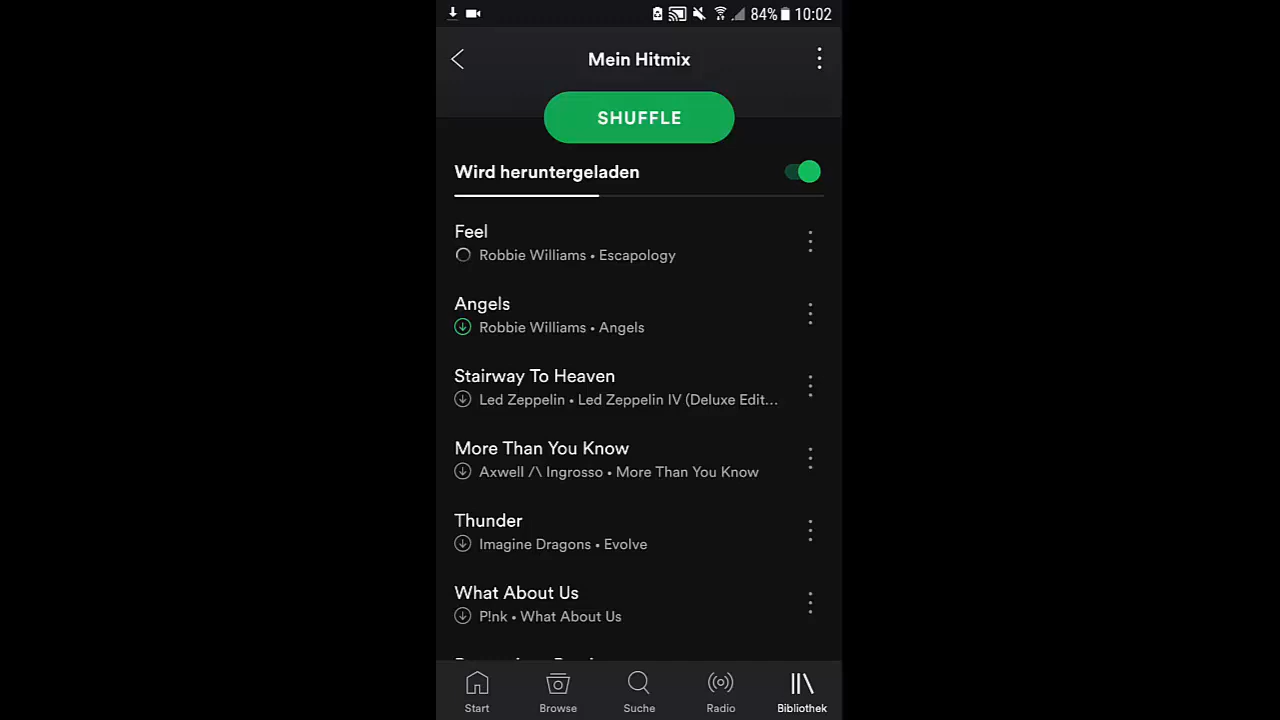 84% 10:02
Mein Hitmix
SHUFFLE
Wird heruntergeladen
Feel
Robbie Williams • Escapology
Angels
Robbie Williams • Angels
Stairway To Heaven
Led Zeppelin • Led Zeppelin IV (Deluxe Edit...
More Than You Know
Axwell /\ Ingrosso • More Than You Know
Thunder
Imagine Dragons • Evolve
What About Us
P!nk • What About Us
Start Browse Suche Radio Bibliothek